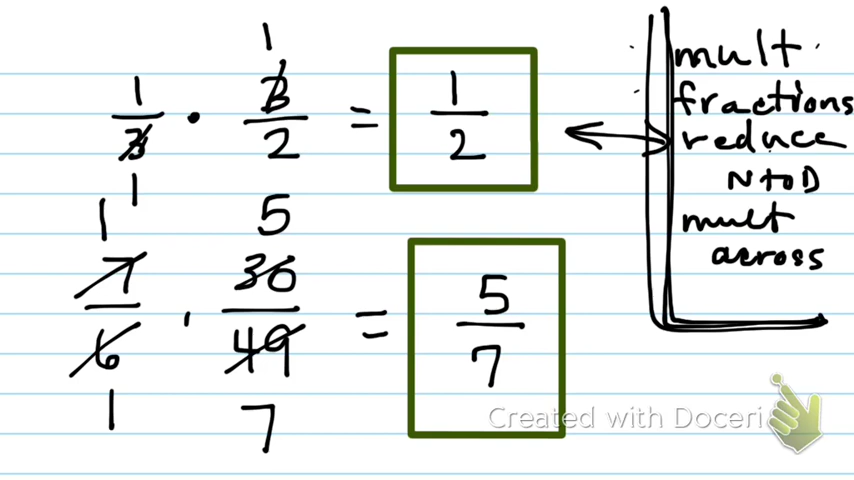 1
1/3 · 3/2 = 1/2
1
1 5
7/6 · 30/49 = 5/7
1 7
mult
fractions
reduce
N to D
mult
across
Created with Doceri